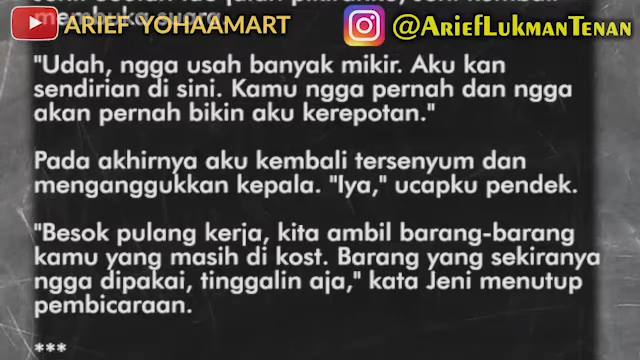 ARIEF YOHAAMART
@AriefLukmanTenan
membuka suara.
"Udah, ngga usah banyak mikir. Aku kan
sendirian di sini. Kamu ngga pernah dan ngga
akan pernah bikin aku kerepotan."
Pada akhirnya aku kembali tersenyum dan
menganggukkan kepala. "Iya," ucapku pendek.
"Besok pulang kerja, kita ambil barang-barang
kamu yang masih di kost. Barang yang sekiranya
ngga dipakai, tinggalin aja," kata Jeni menutup
pembicaraan.
***